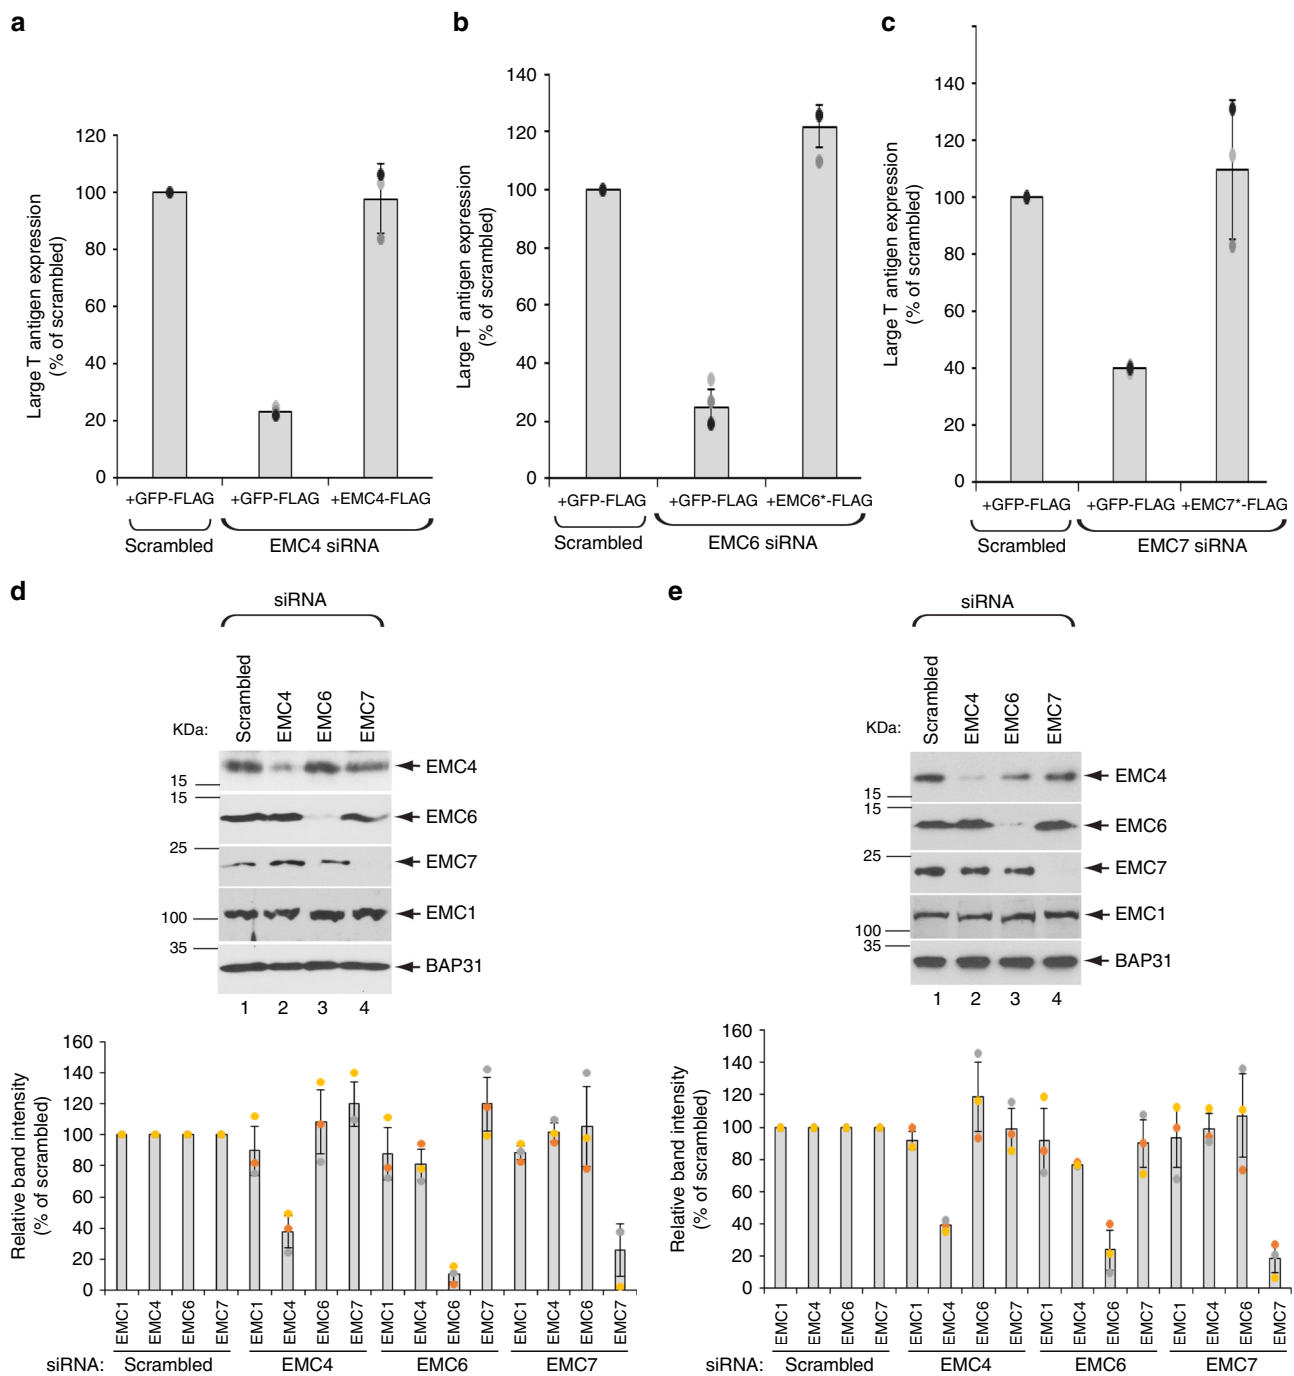 a
Large T antigen expression
(% of scrambled)
120
100
80
60
40
20
0
+GFP-FLAG +GFP-FLAG +EMC4-FLAG
Scrambled EMC4 siRNA
b
Large T antigen expression
(% of scrambled)
140
120
100
80
60
40
20
0
+GFP-FLAG +GFP-FLAG +EMC6*-FLAG
Scrambled EMC6 siRNA
c
Large T antigen expression
(% of scrambled)
140
120
100
80
60
40
20
0
+GFP-FLAG +GFP-FLAG +EMC7*-FLAG
Scrambled EMC7 siRNA
d
siRNA
KDa: Scrambled EMC4 EMC6 EMC7
15 EMC4
15 EMC6
25 EMC7
100 EMC1
35 BAP31
1 2 3 4
Relative band intensity
(% of scrambled)
160
140
120
100
80
60
40
20
0
EMC1 EMC4 EMC6 EMC7 EMC1 EMC4 EMC6 EMC7 EMC1 EMC4 EMC6 EMC7 EMC1 EMC4 EMC6 EMC7
siRNA: Scrambled EMC4 EMC6 EMC7
e
siRNA
KDa: Scrambled EMC4 EMC6 EMC7
15 EMC4
15 EMC6
25 EMC7
100 EMC1
35 BAP31
1 2 3 4
Relative band intensity
(% of scrambled)
160
140
120
100
80
60
40
20
0
EMC1 EMC4 EMC6 EMC7 EMC1 EMC4 EMC6 EMC7 EMC1 EMC4 EMC6 EMC7 EMC1 EMC4 EMC6 EMC7
siRNA: Scrambled EMC4 EMC6 EMC7